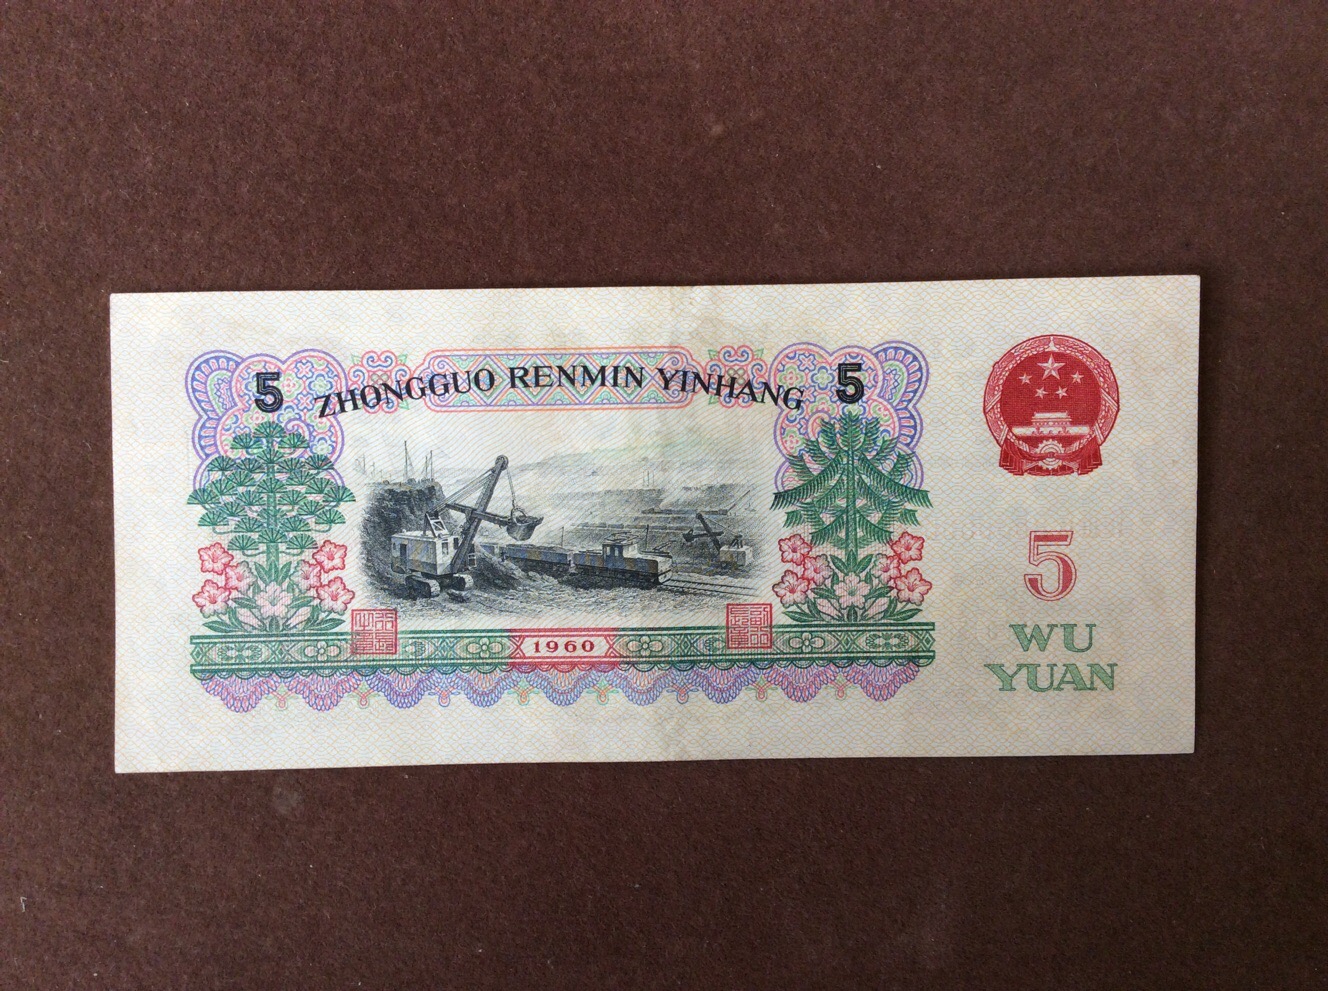 5 ZHONGGUO RENMIN YINHANG 5
1960
5
WU
YUAN